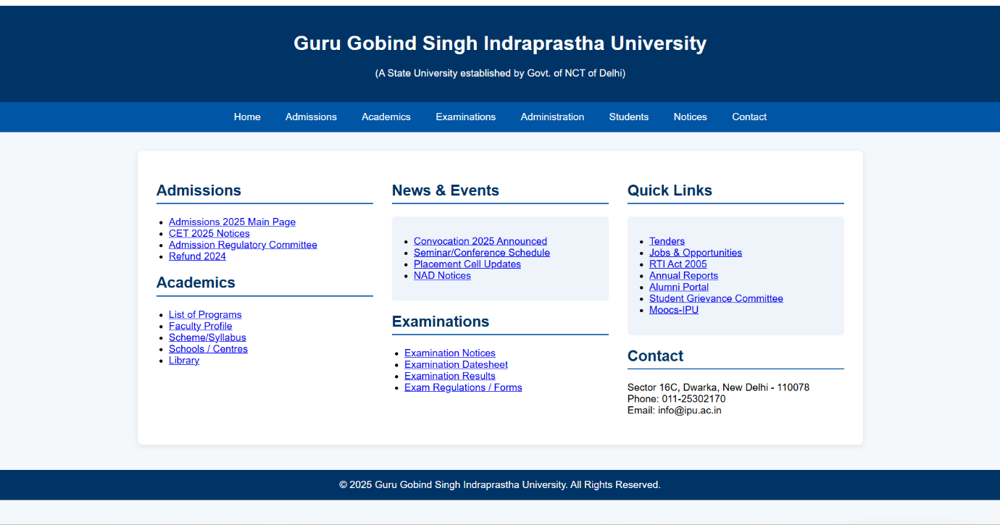 Guru Gobind Singh Indraprastha University
(A State University established by Govt. of NCT of Delhi)
Home Admissions Academics Examinations Administration Students Notices Contact
Admissions
Admissions 2025 Main Page
CET 2025 Notices
Admission Regulatory Committee
Refund 2024
Academics
List of Programs
Faculty Profile
Scheme/Syllabus
Schools / Centres
Library
News & Events
Convocation 2025 Announced
Seminar/Conference Schedule
Placement Cell Updates
NAD Notices
Examinations
Examination Notices
Examination Datesheet
Examination Results
Exam Regulations / Forms
Quick Links
Tenders
Jobs & Opportunities
RTI Act 2005
Annual Reports
Alumni Portal
Student Grievance Committee
Moocs-IPU
Contact
Sector 16C, Dwarka, New Delhi - 110078
Phone: 011-25302170
Email: info@ipu.ac.in
© 2025 Guru Gobind Singh Indraprastha University. All Rights Reserved.